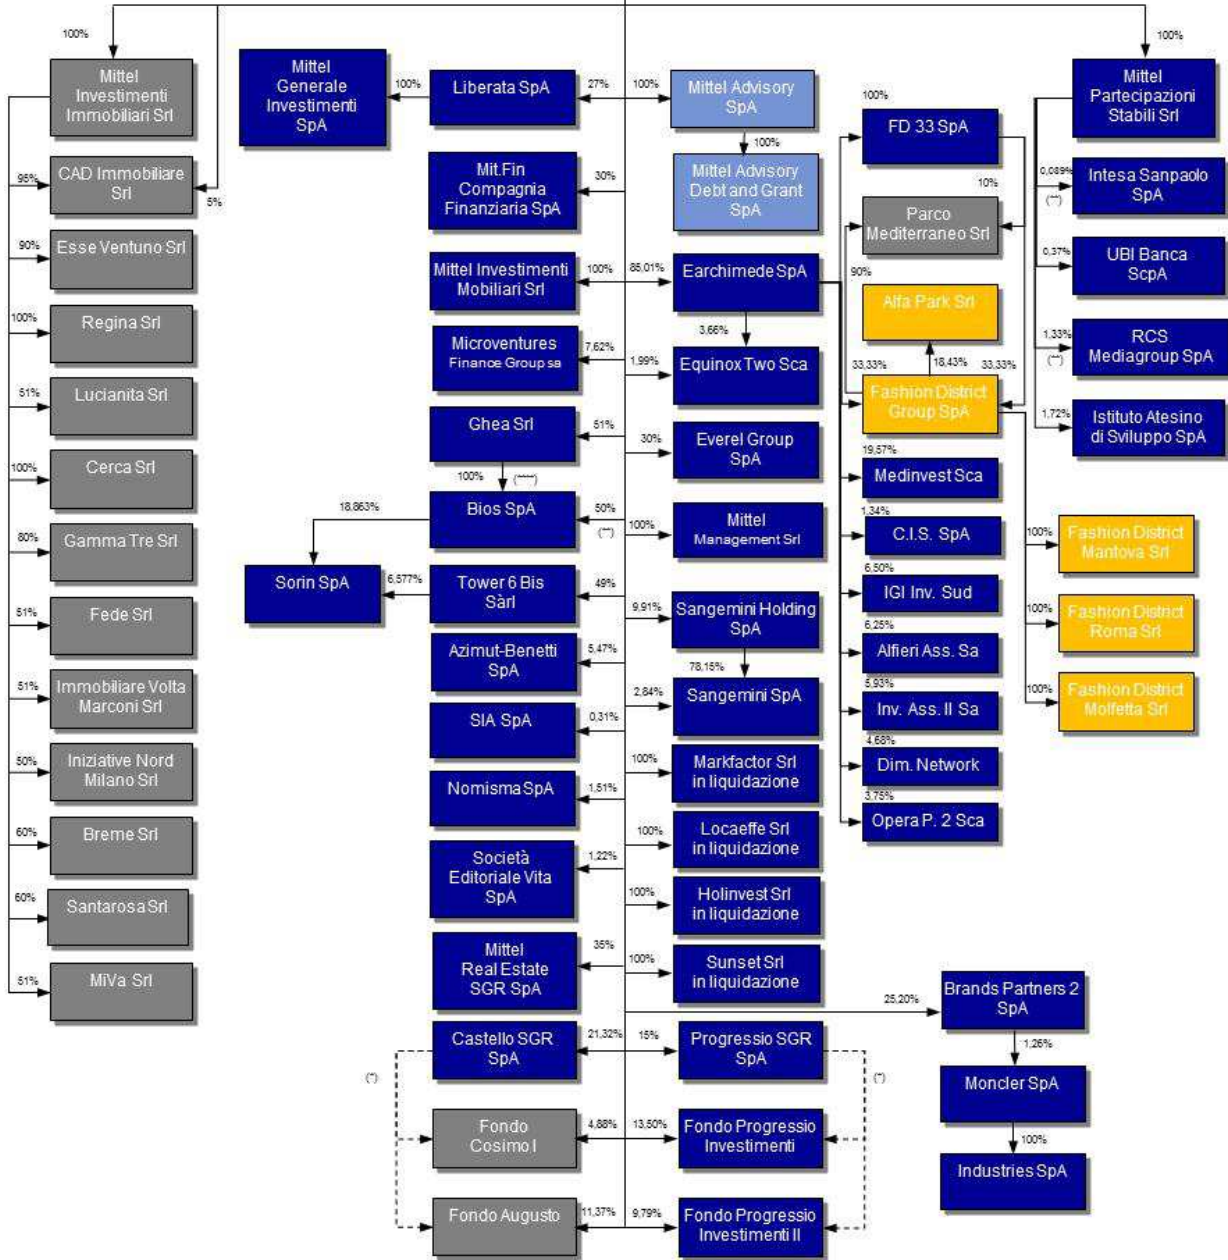 100%
100%
Mittel
Investimenti
Immobiliari Srl
95%
CAD Immobiliare
Srl
5%
90%
Esse Ventuno Srl
100%
Regina Srl
51%
Lucianita Srl
100%
Cerca Srl
80%
Gamma Tre Srl
51%
Fede Srl
51%
Immobiliare Volta
Marconi Srl
50%
Iniziative Nord
Milano Srl
60%
Breme Srl
60%
Santarosa Srl
51%
MiVa Srl
Mittel
Generale
Investimenti
SpA
100%
Liberata SpA
27%
Mit.Fin
Compagnia
Finanziaria SpA
30%
Mittel Investimenti
Mobiliari Srl
100%
Microventures
Finance Group sa
7,62%
Ghea Srl
51%
100%
(****)
Bios SpA
50%
(**)
18,863%
Sorin SpA
6,577%
Tower 6 Bis
Sàrl
49%
Azimut-Benetti
SpA
5,47%
SIA SpA
0,31%
Nomisma SpA
1,51%
Società
Editoriale Vita
SpA
1,22%
Mittel
Real Estate
SGR SpA
35%
Castello SGR
SpA
21,32%
(*)
Fondo
Cosimo I
4,88%
Fondo Augusto
11,37%
100%
Mittel Advisory
SpA
100%
Mittel Advisory
Debt and Grant
SpA
85,01%
Earchimede SpA
3,66%
1,99%
Equinox Two Sca
30%
Everel Group
SpA
100%
Mittel
Management Srl
9,91%
Sangemini Holding
SpA
78,15%
2,84%
Sangemini SpA
100%
Markfactor Srl
in liquidazione
100%
Locaeffe Srl
in liquidazione
100%
Holinvest Srl
in liquidazione
100%
Sunset Srl
in liquidazione
15%
Progressio SGR
SpA
(*)
13,50%
Fondo Progressio
Investimenti
9,79%
Fondo Progressio
Investimenti II
100%
FD 33 SpA
10%
Parco
Mediterraneo Srl
90%
Alfa Park Srl
33,33%
18,43%
33,33%
Fashion District
Group SpA
19,57%
Medinvest Sca
1,34%
C.I.S. SpA
6,50%
IGI Inv. Sud
6,25%
Alfieri Ass. Sa
5,93%
Inv. Ass. II Sa
4,68%
Dim. Network
3,75%
Opera P. 2 Sca
Mittel
Partecipazioni
Stabili Srl
0,089%
(**)
Intesa Sanpaolo
SpA
0,37%
UBI Banca
ScpA
1,33%
(**)
RCS
Mediagroup SpA
1,72%
Istituto Atesino
di Sviluppo SpA
100%
Fashion District
Mantova Srl
100%
Fashion District
Roma Srl
100%
Fashion District
Molfetta Srl
25,20%
Brands Partners 2
SpA
1,26%
Moncler SpA
100%
Industries SpA